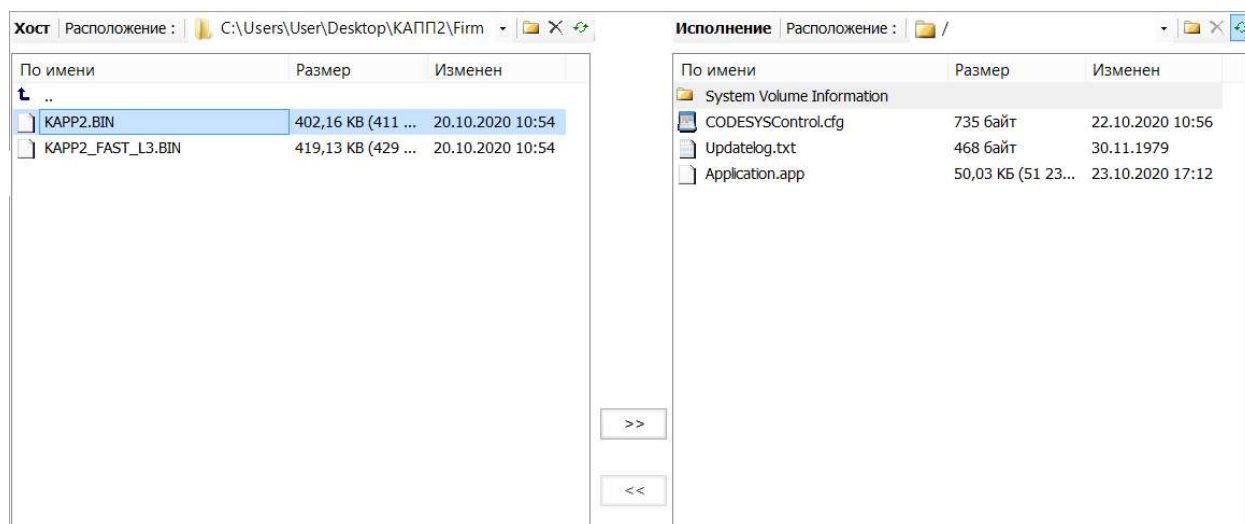 Хост Расположение : C:\Users\User\Desktop\КАПП2\Firm
По имени Размер Изменен
..
KAPP2.BIN 402,16 KB (411 ... 20.10.2020 10:54
KAPP2_FAST_L3.BIN 419,13 KB (429 ... 20.10.2020 10:54
>>
<<
Исполнение Расположение : /
По имени Размер Изменен
System Volume Information
CODESYSControl.cfg 735 байт 22.10.2020 10:56
Updatelog.txt 468 байт 30.11.1979
Application.app 50,03 КБ (51 23... 23.10.2020 17:12